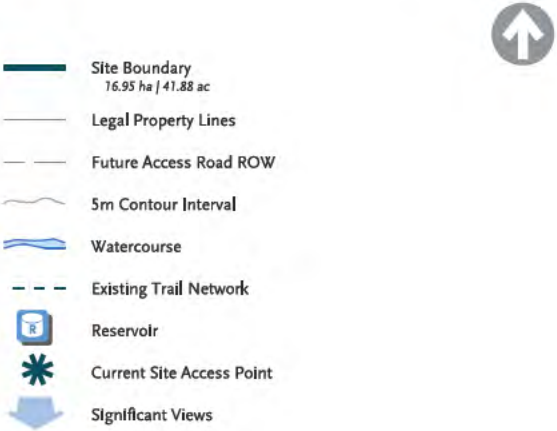 Site Boundary
16.95 ha | 41.88 ac
Legal Property Lines
Future Access Road ROW
5m Contour Interval
Watercourse
Existing Trail Network
R
Reservoir
Current Site Access Point
Significant Views